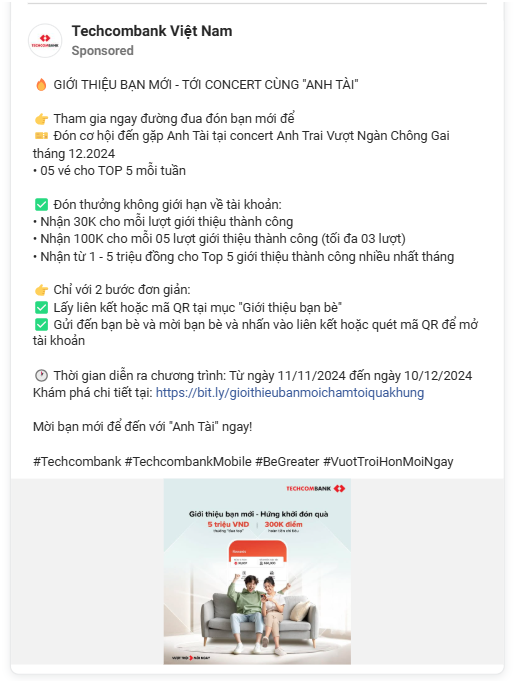 Techcombank Việt Nam
Sponsored
TECHCOMBANK
🔥 GIỚI THIỆU BẠN MỚI - TỚI CONCERT CÙNG "ANH TÀI"
👉 Tham gia ngay đường đua đón bạn mới để
🎫 Đón cơ hội đến gặp Anh Tài tại concert Anh Trai Vượt Ngàn Chông Gai
tháng 12.2024
• 05 vé cho TOP 5 mỗi tuần
✅ Đón thưởng không giới hạn về tài khoản:
• Nhận 30K cho mỗi lượt giới thiệu thành công
• Nhận 100K cho mỗi 05 lượt giới thiệu thành công (tối đa 03 lượt)
• Nhận từ 1 - 5 triệu đồng cho Top 5 giới thiệu thành công nhiều nhất tháng
👉 Chỉ với 2 bước đơn giản:
✅ Lấy liên kết hoặc mã QR tại mục "Giới thiệu bạn bè"
✅ Gửi đến bạn bè và mời bạn bè và nhấn vào liên kết hoặc quét mã QR để mở
tài khoản
🕐 Thời gian diễn ra chương trình: Từ ngày 11/11/2024 đến ngày 10/12/2024
Khám phá chi tiết tại: https://bit.ly/gioithieubanmoichamtoiquakhung
Mời bạn mới để đến với "Anh Tài" ngay!
#Techcombank #TechcombankMobile #BeGreater #VuotTroiHonMoiNgay
TECHCOMBANK
Giới thiệu bạn mới - Hứng khởi đón quà
5 triệu VND | 300K điểm
VƯỢT TRỘI HƠN MỖI NGAY